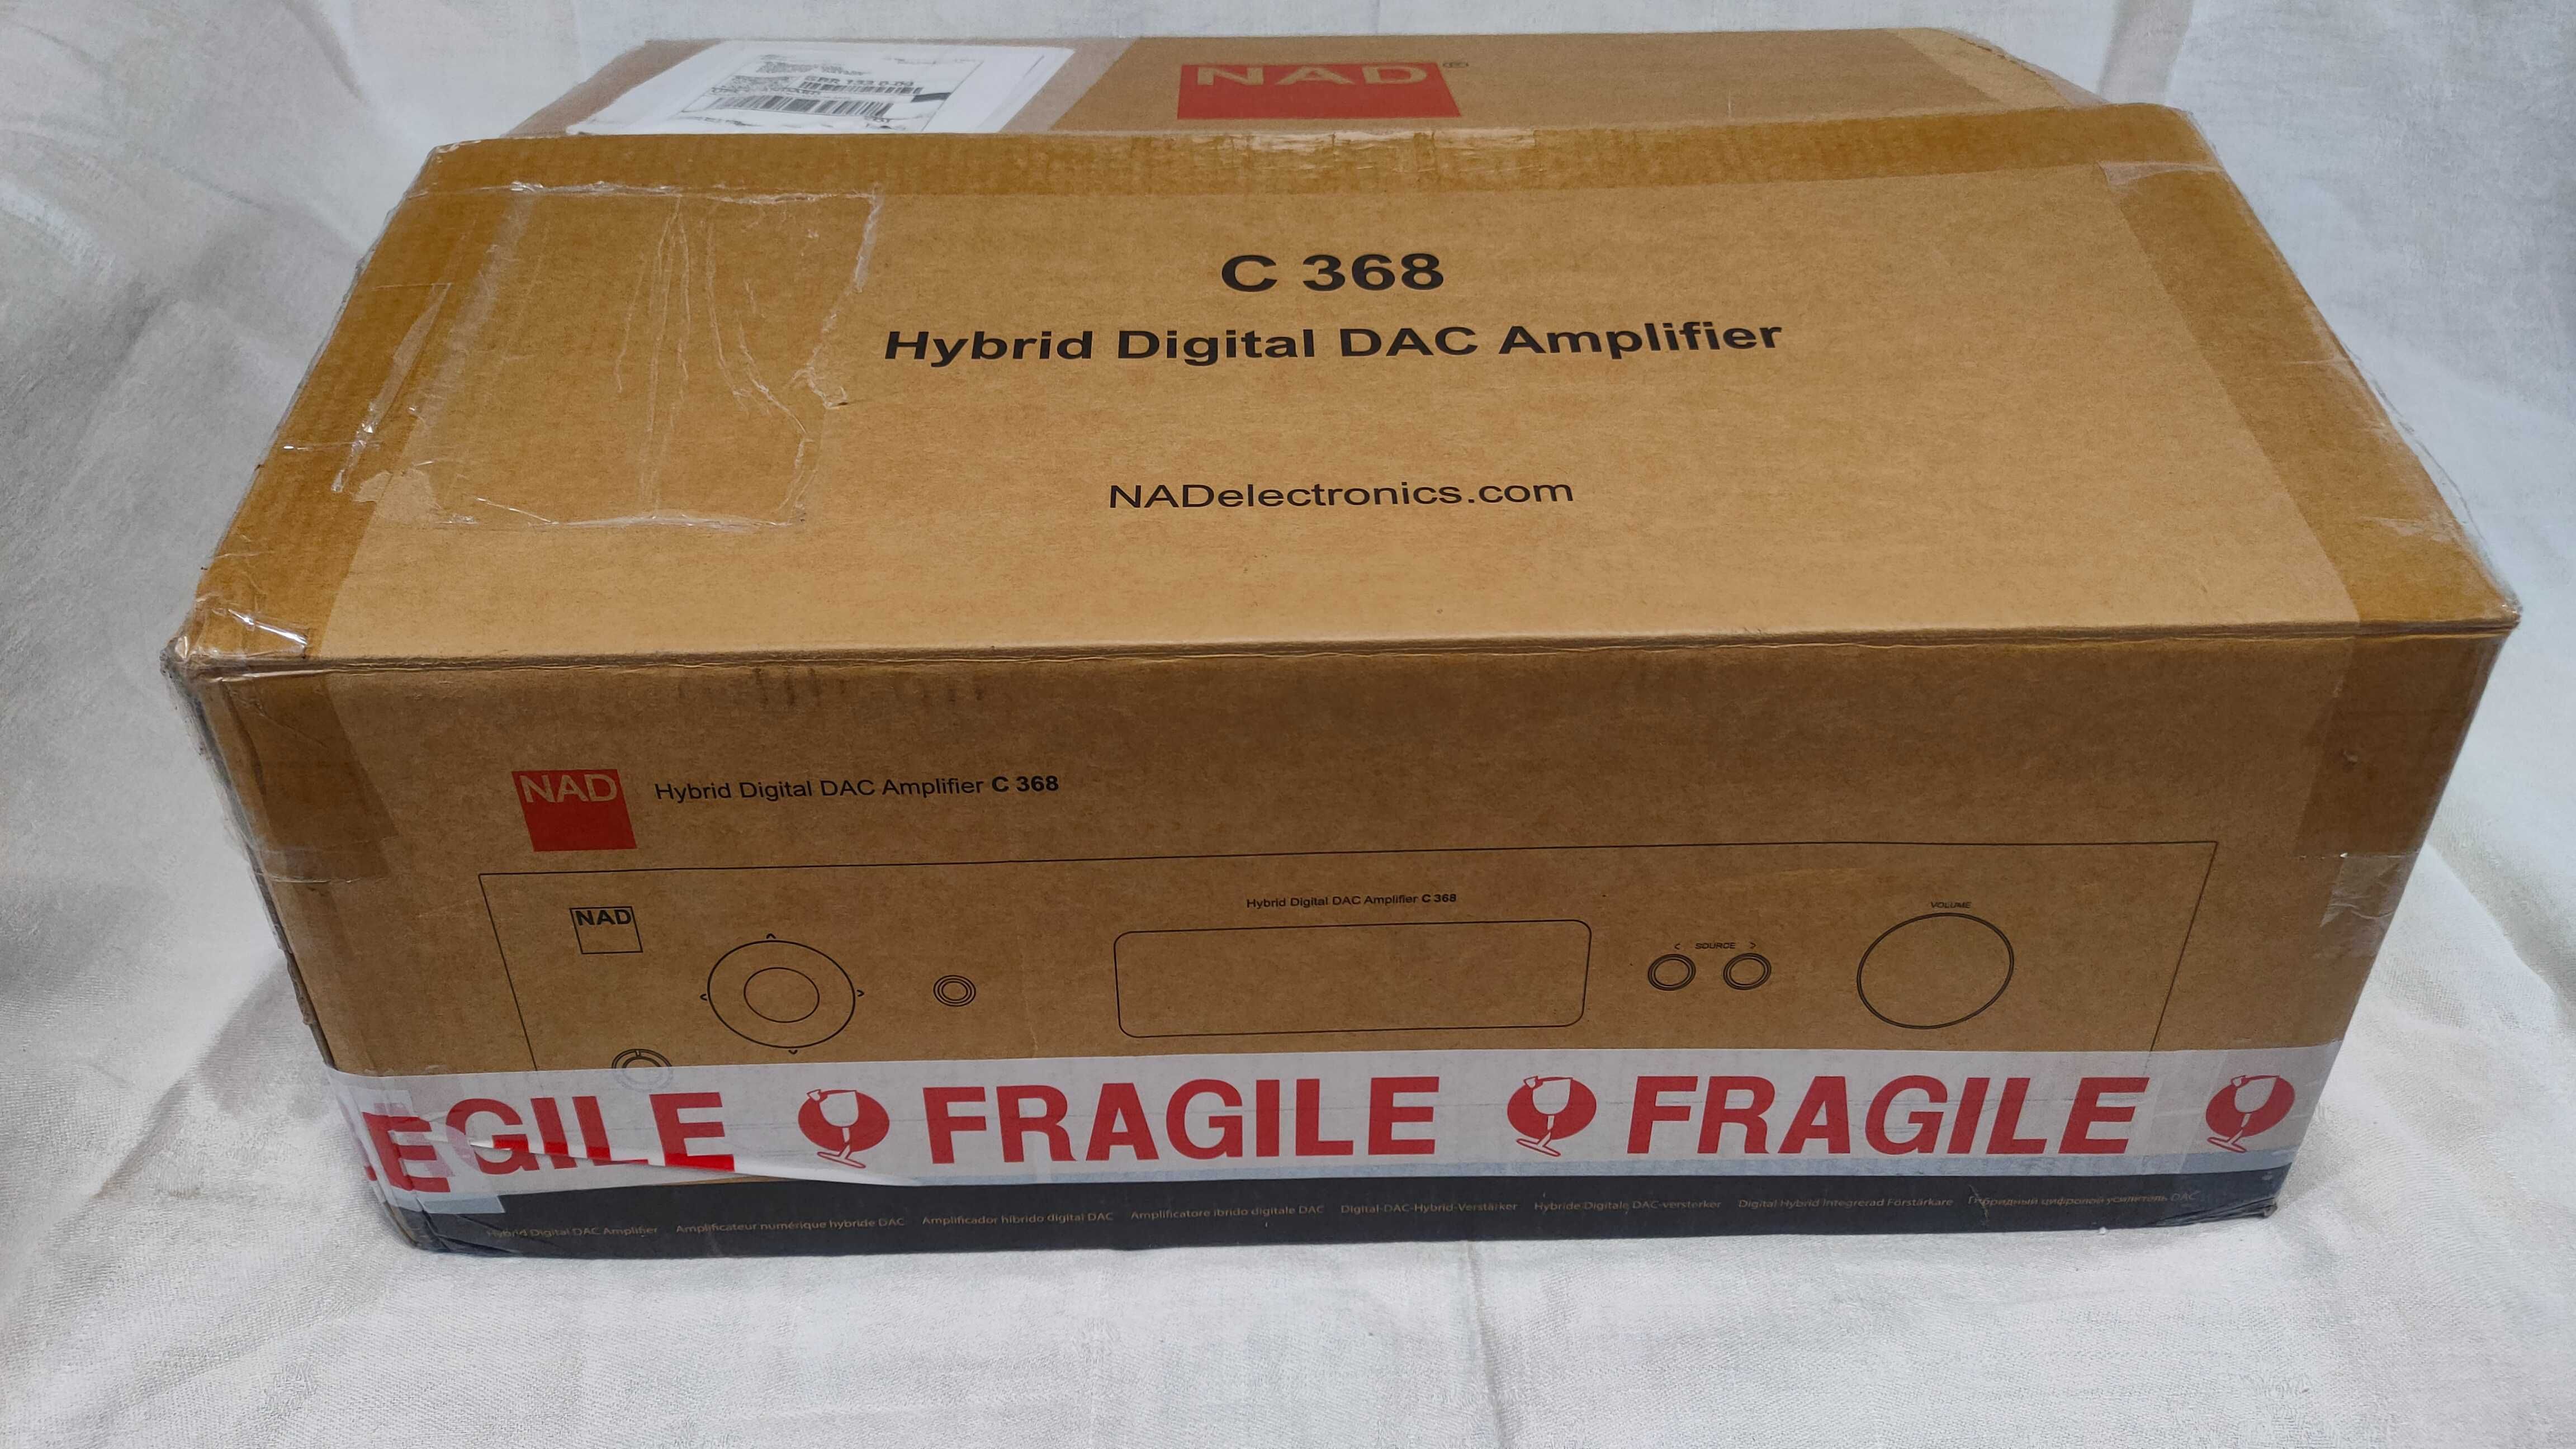 NAD
C 368
Hybrid Digital DAC Amplifier
NADelectronics.com
NAD Hybrid Digital DAC Amplifier C 368
Hybrid Digital DAC Amplifier C 368
NAD
< SOURCE >
VOLUME
LE GILE FRAGILE FRAGILE
Hybrid Digital DAC Amplifier Amplificateur numérique hybride DAC Amplificador híbrido digital DAC Amplificatore ibrido digitale DAC Digital-DAC-Hybrid-Verstärker Hybride Digitale DAC-versterker Digital Hybrid Integrerad Förstärkare Гибридный цифровой усилитель DAC